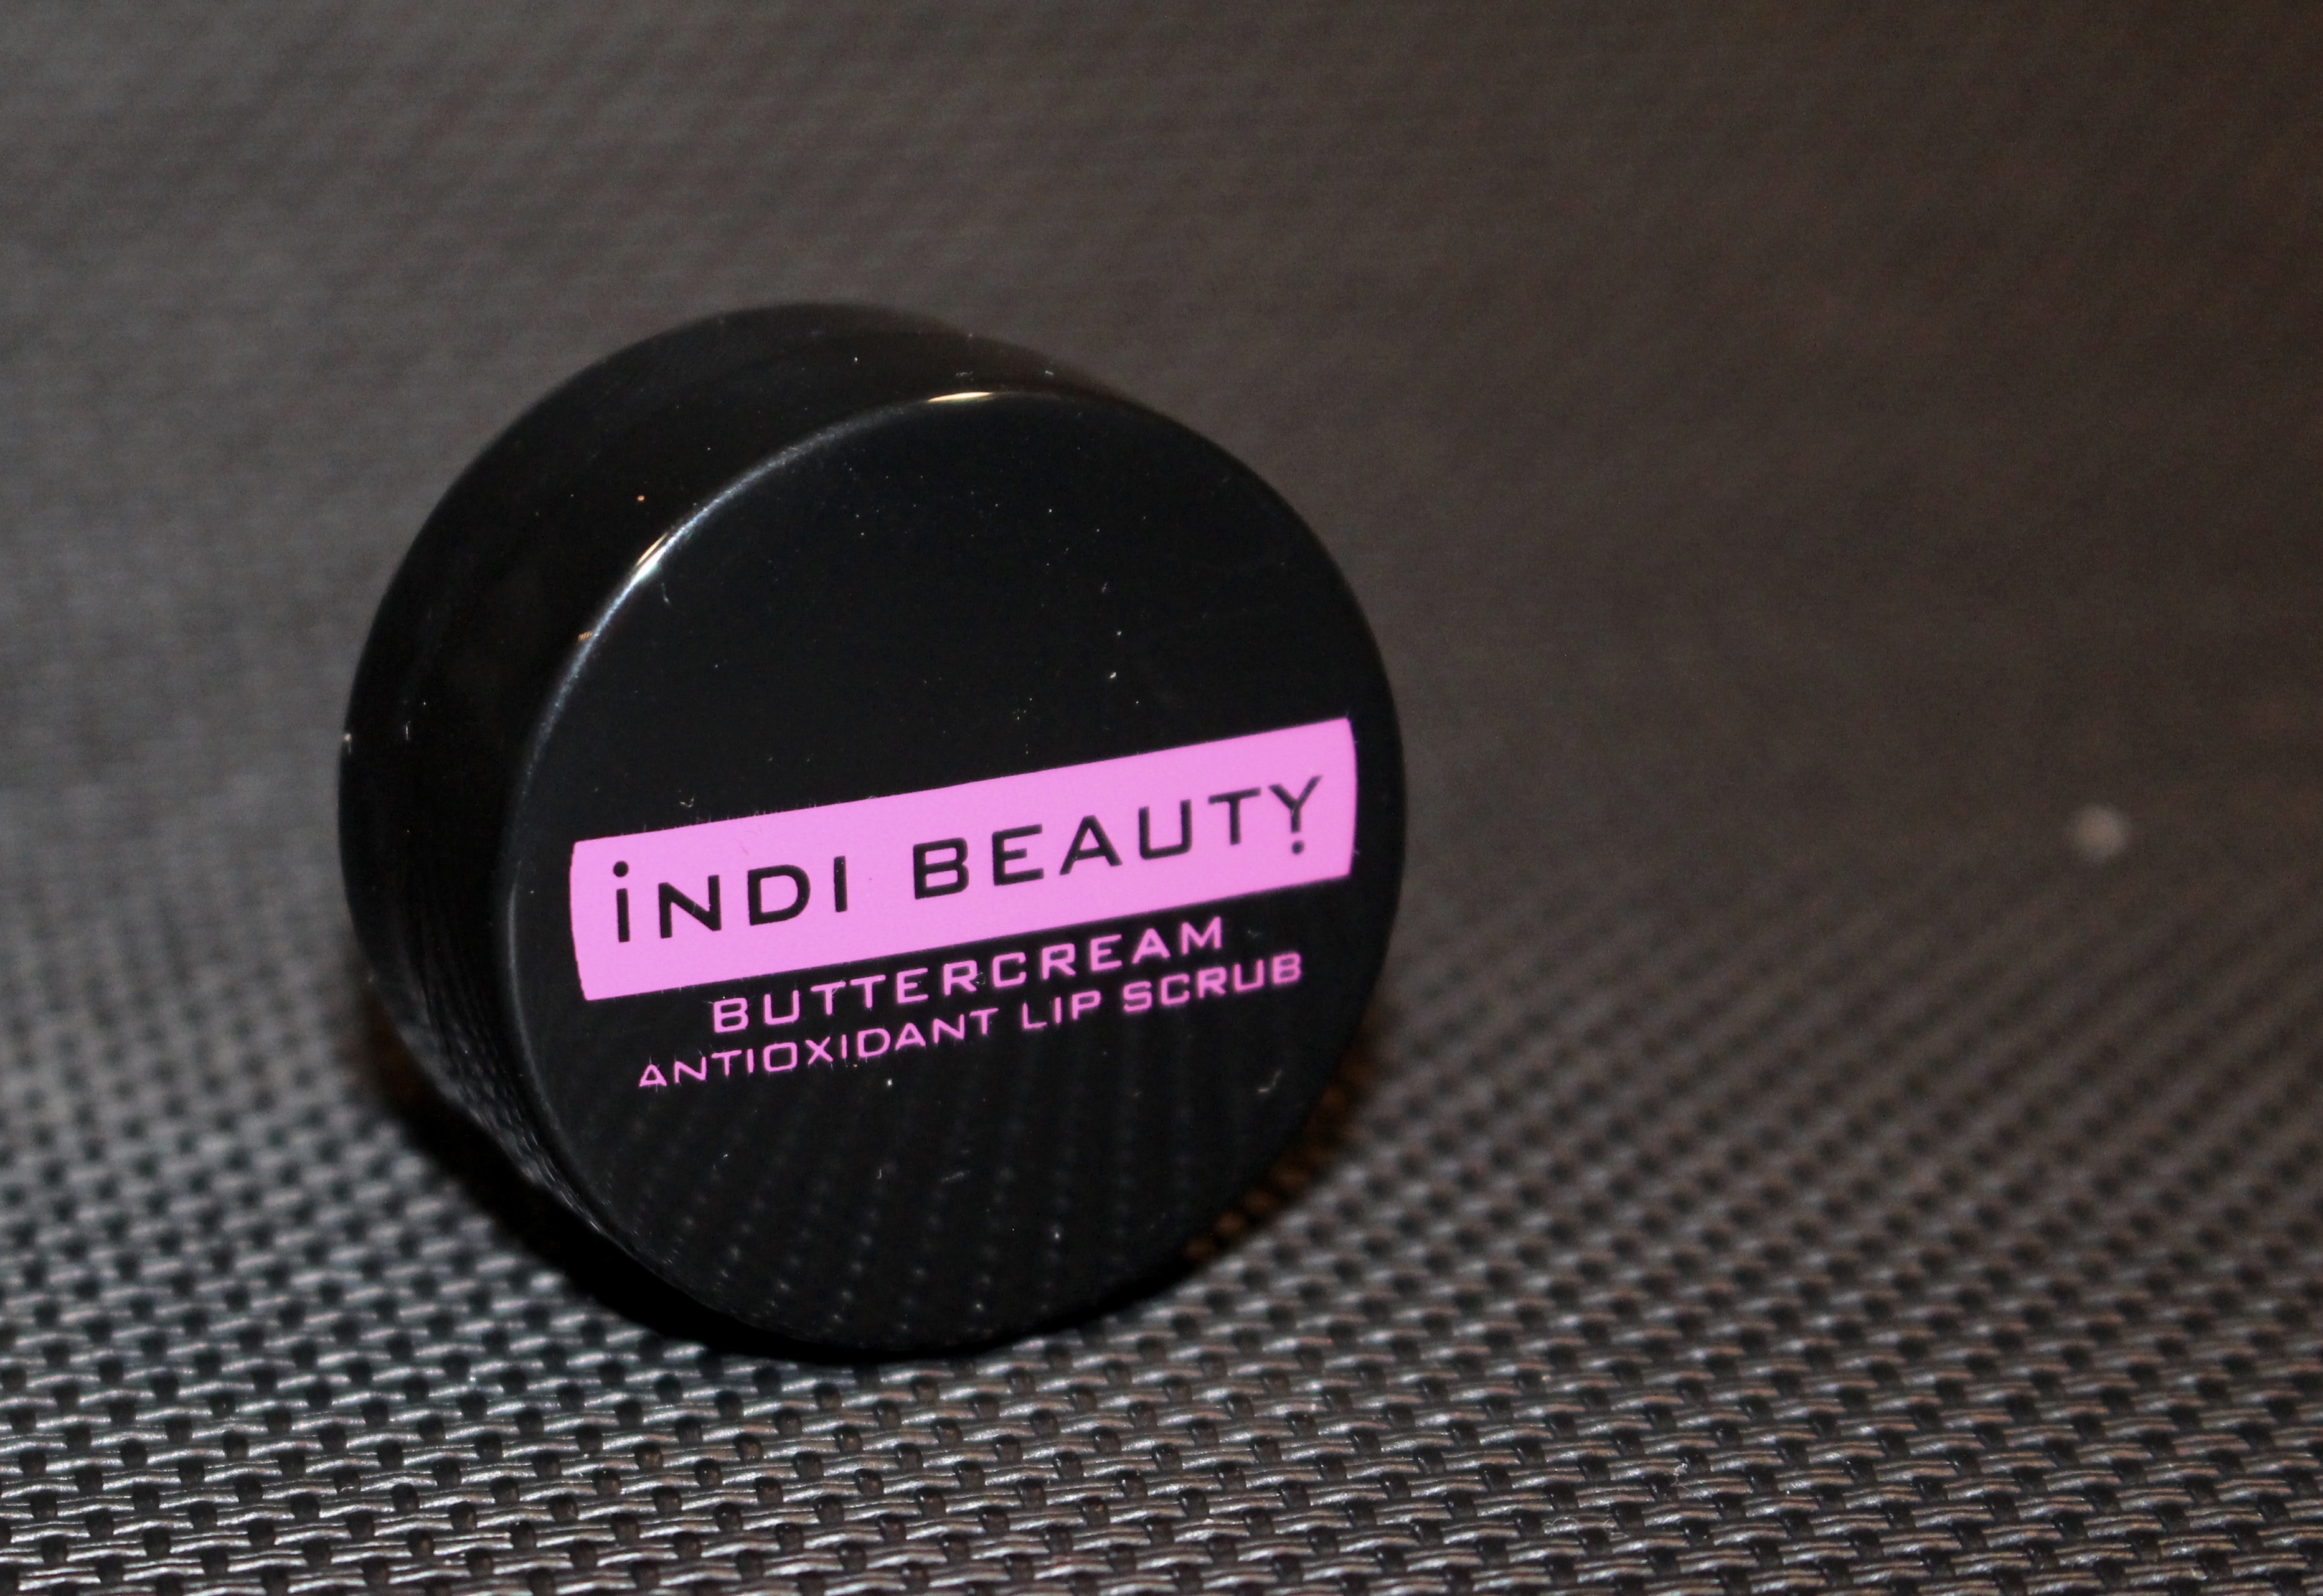 iNDI BEAUTY
BUTTERCREAM
ANTIOXIDANT LIP SCRUB